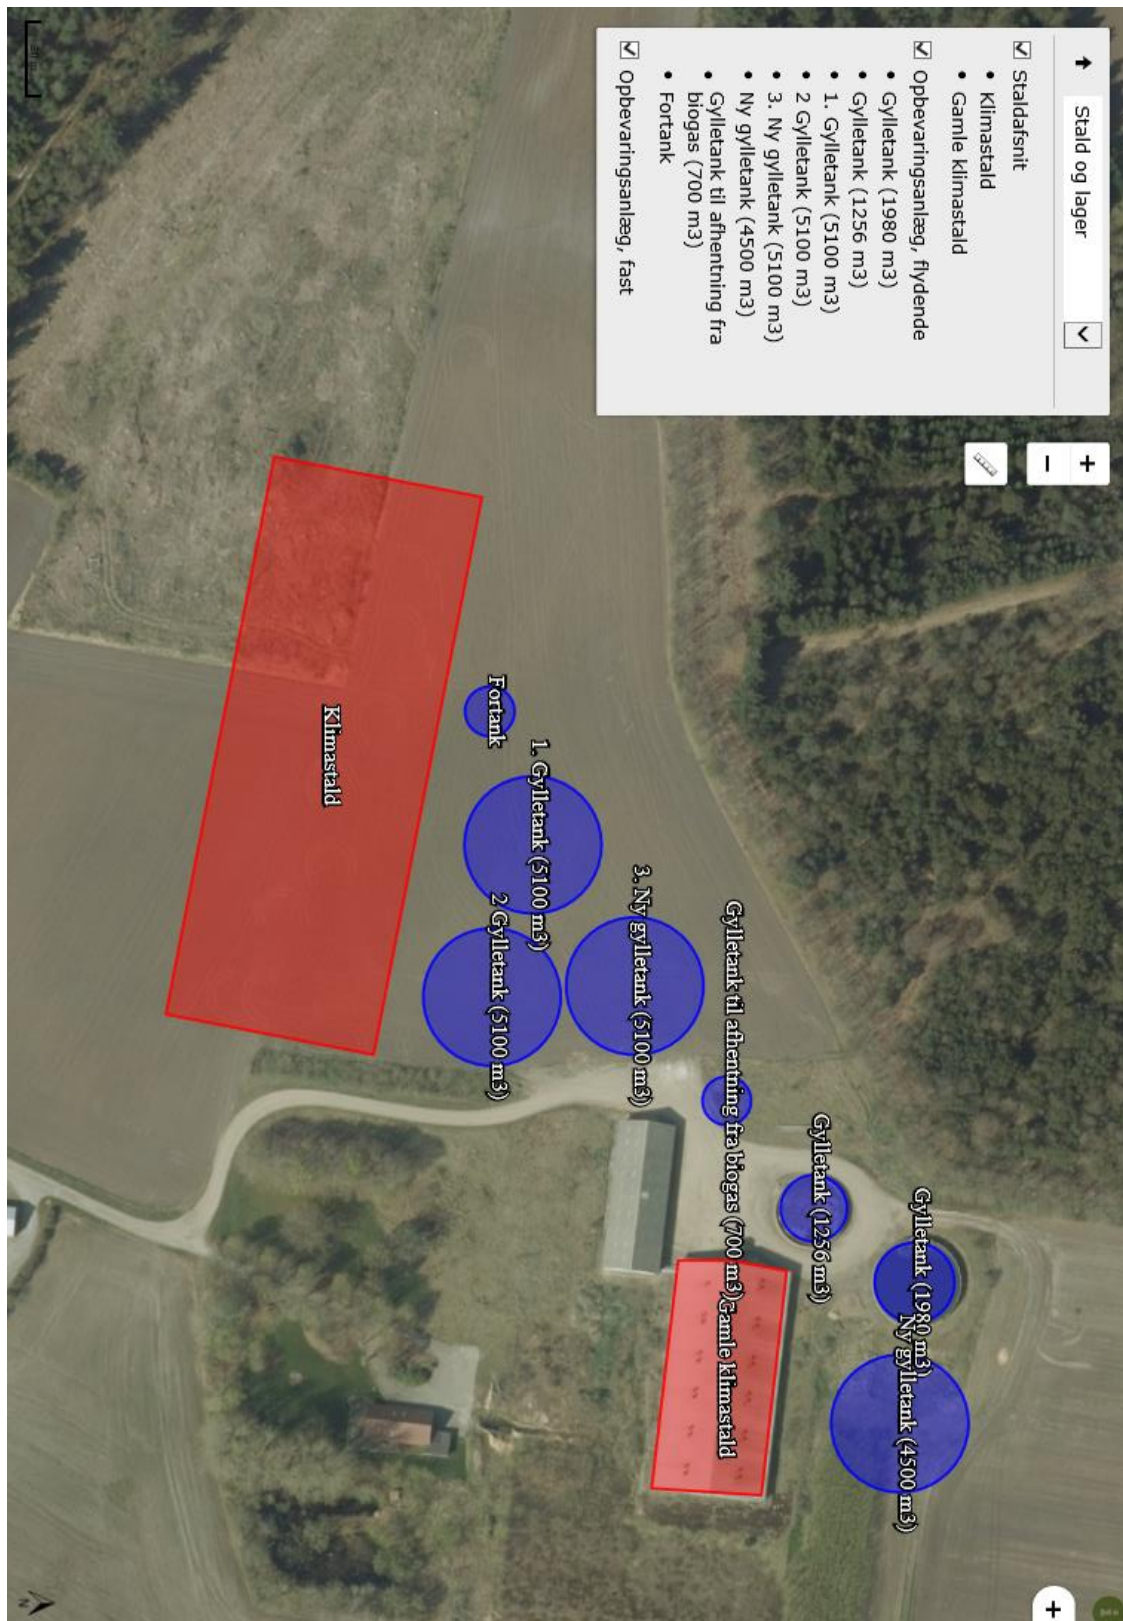 Stald og lager
Staldafsnit
Klimastald
Gamle klimastald
Opbevaringsanlæg, flydende
Gylletank (1980 m3)
Gylletank (1256 m3)
1. Gylletank (5100 m3)
2 Gylletank (5100 m3)
3. Ny gylletank (5100 m3)
Ny gylletank (4500 m3)
Gylletank til afhentning fra
biogas (700 m3)
Fortank
Opbevaringsanlæg, fast
+
−
Ny gylletank (4500 m3)
Gylletank (1980 m3)
Gylletank (1256 m3)
Gylletank til afhentning fra biogas (700 m3)
Gamle klimastald
3. Ny gylletank (5100 m3)
1. Gylletank (5100 m3)
2 Gylletank (5100 m3)
Fortank
Klimastald
+
N